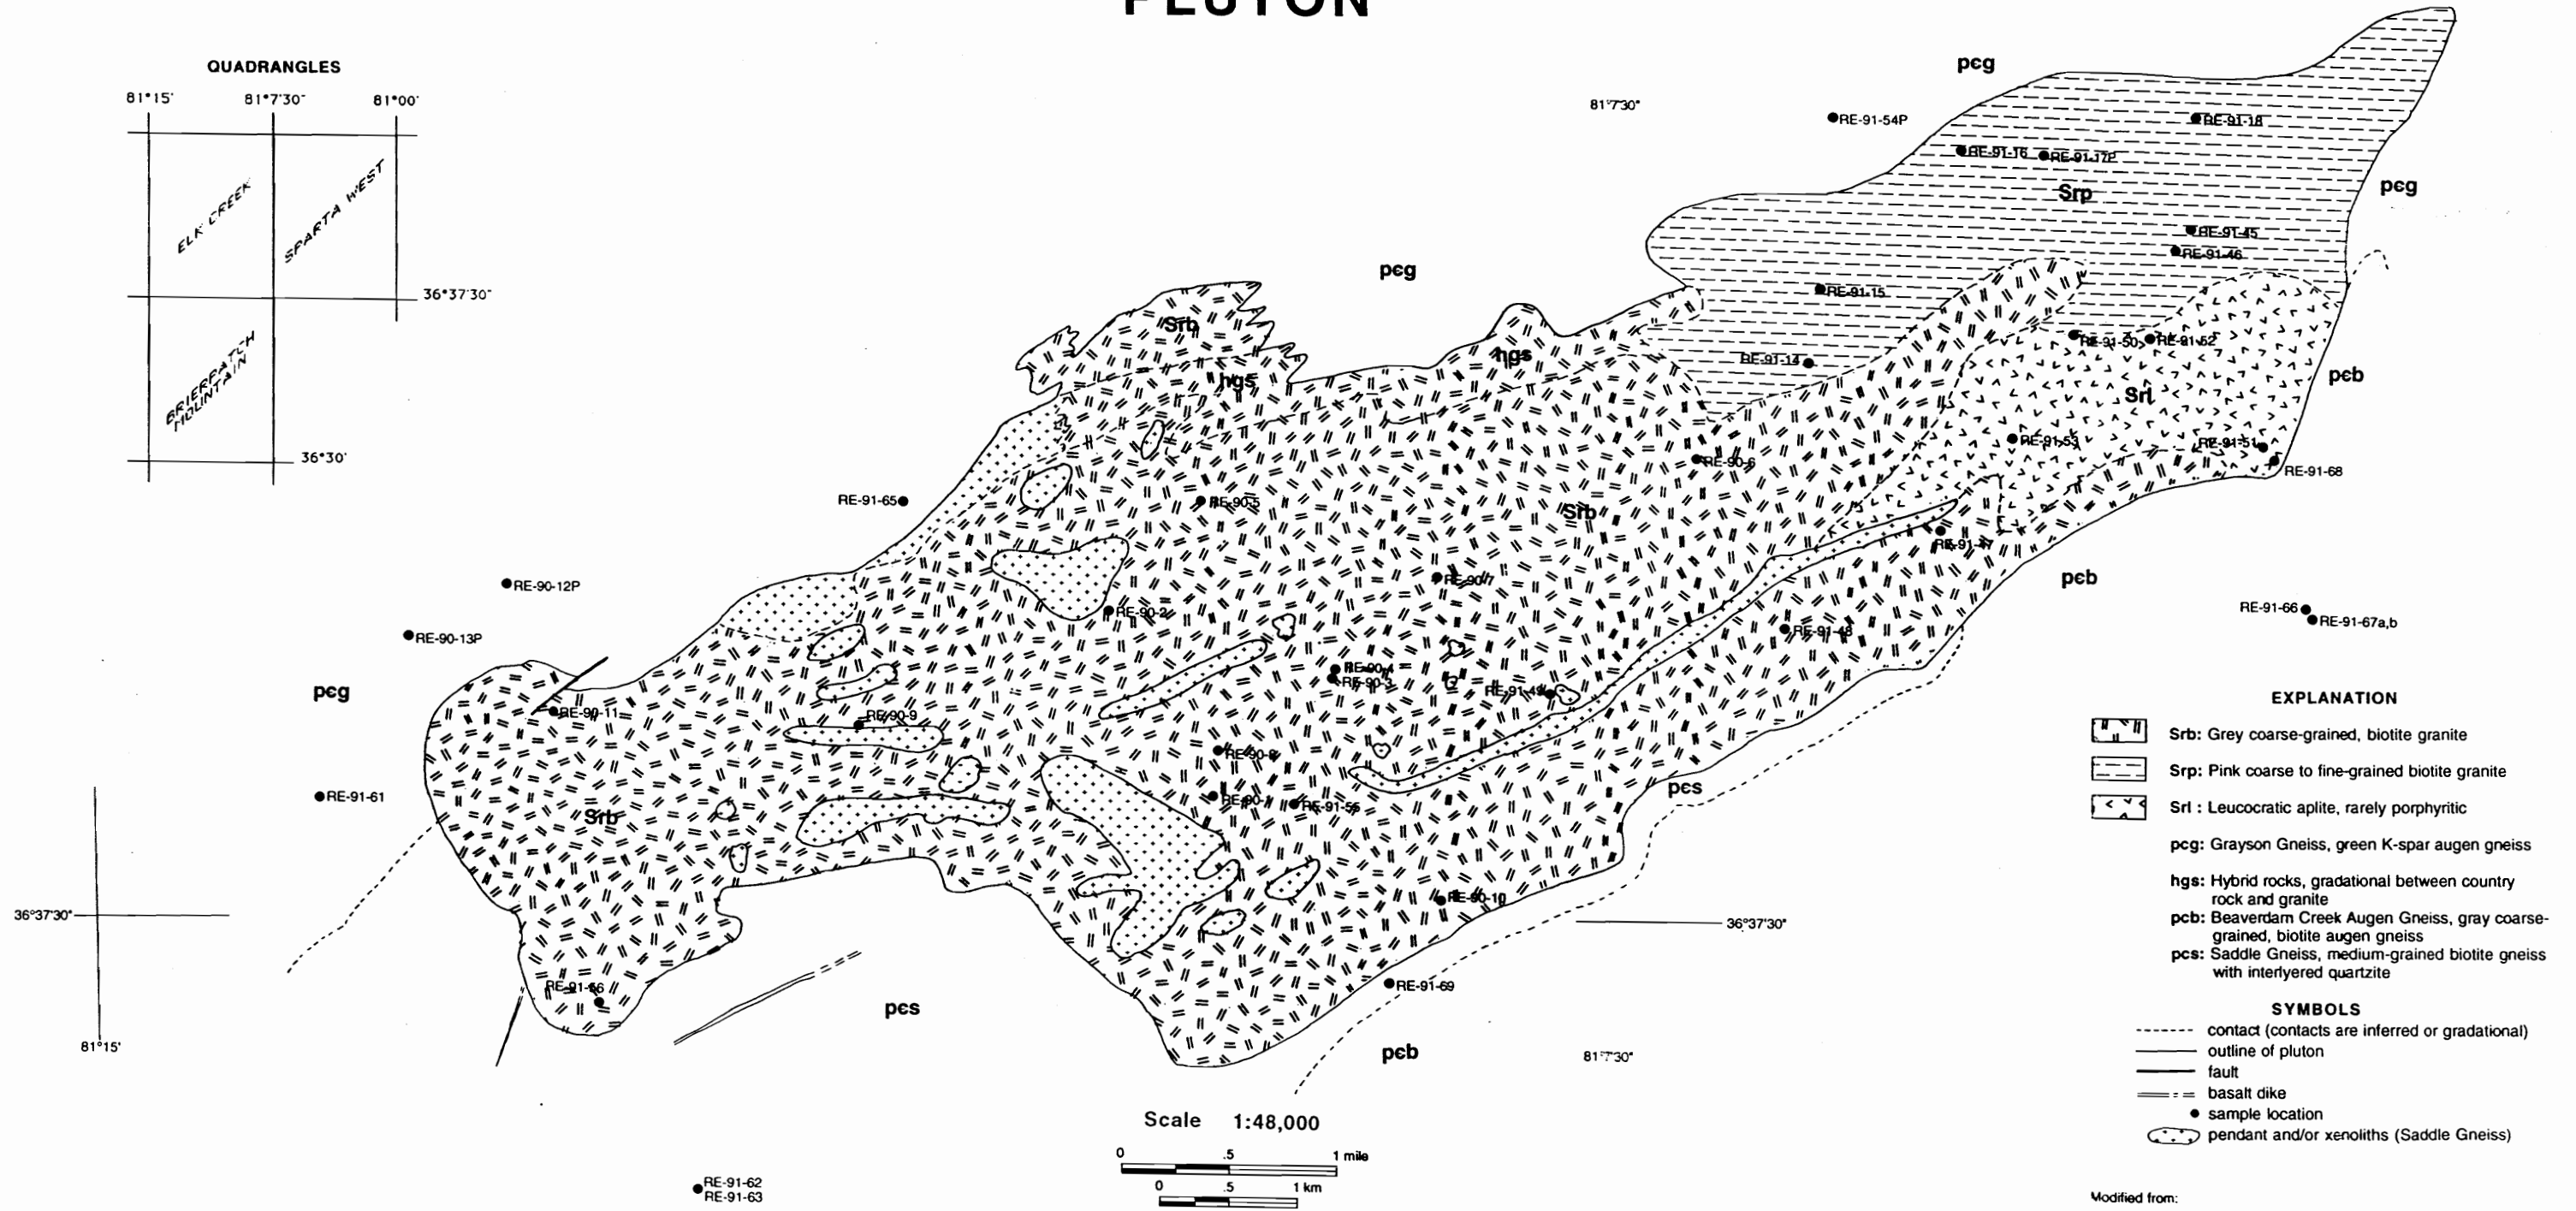 PLUTON
QUADRANGLES
81°15' 81°7'30" 81°00'
ELK CREEK
SPARTA WEST
36°37'30"
BRIERPATCH
MOUNTAIN
36°30'
pєg
81°7'30"
RE-91-54P
RE-91-18
RE-91-16
RE-91-17P
Srp
pєg
RE-91-45
RE-91-46
pєg
RE-91-15
Srb
hgs
RE-91-14
RE-91-50
RE-91-52
hgs
pєb
Srl
RE-91-53
RE-91-51
RE-91-68
RE-90-6
RE-91-65
RE-90-5
Srb
RE-91-47
RE-90-12P
RE-90-7
pєb
RE-90-2
RE-91-66
RE-91-67a,b
RE-90-13P
RE-91-48
RE-90-4
RE-90-3
pєg
RE-91-49
RE-90-11
RE-90-9
RE-90-8
RE-91-61
RE-90-1
RE-91-55
pєs
Srb
RE-90-10
36°37'30"
36°37'30"
RE-91-56
RE-91-69
pєs
81°15'
pєb
81°7'30"
EXPLANATION
Srb: Grey coarse-grained, biotite granite
Srp: Pink coarse to fine-grained biotite granite
Srl : Leucocratic aplite, rarely porphyritic
pєg: Grayson Gneiss, green K-spar augen gneiss
hgs: Hybrid rocks, gradational between country
rock and granite
pєb: Beaverdam Creek Augen Gneiss, gray coarse-
grained, biotite augen gneiss
pєs: Saddle Gneiss, medium-grained biotite gneiss
with interlyered quartzite
SYMBOLS
contact (contacts are inferred or gradational)
outline of pluton
fault
basalt dike
sample location
pendant and/or xenoliths (Saddle Gneiss)
Scale 1:48,000
0 .5 1 mile
0 .5 1 km
RE-91-62
RE-91-63
Modified from: